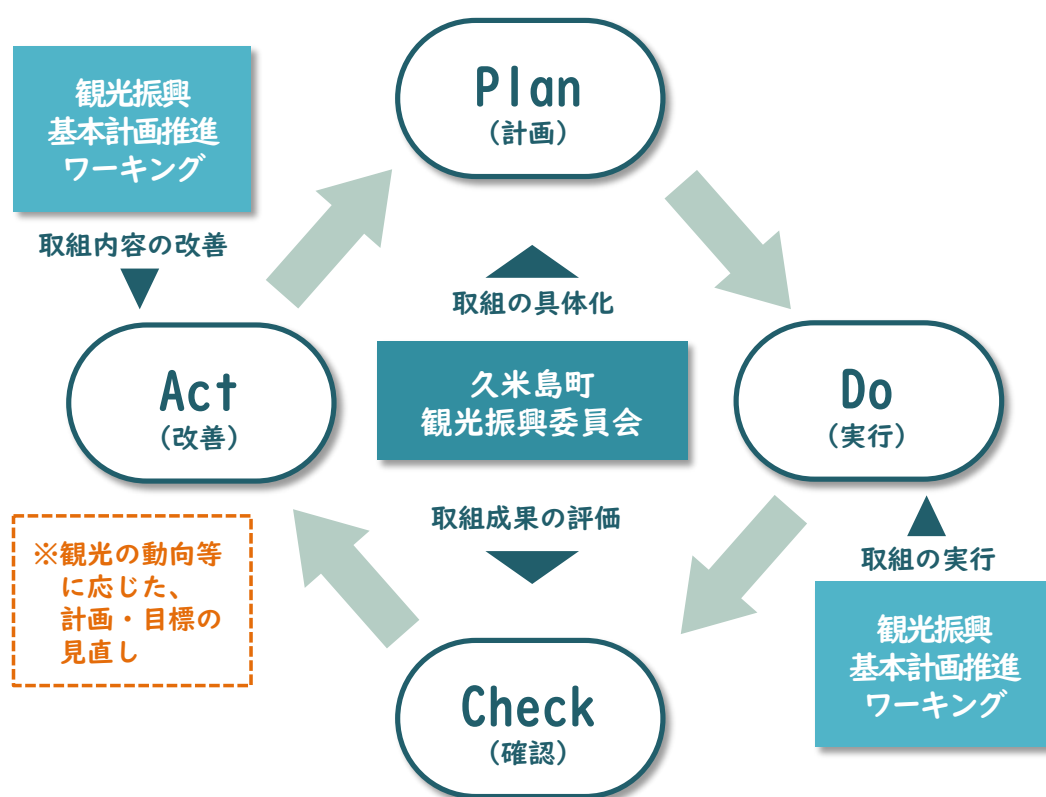 観光振興
基本計画推進
ワーキング
取組内容の改善
Plan
(計画)
取組の具体化
久米島町
観光振興委員会
取組成果の評価
Act
(改善)
Do
(実行)
※観光の動向等
に応じた、
計画・目標の
見直し
取組の実行
観光振興
基本計画推進
ワーキング
Check
(確認)